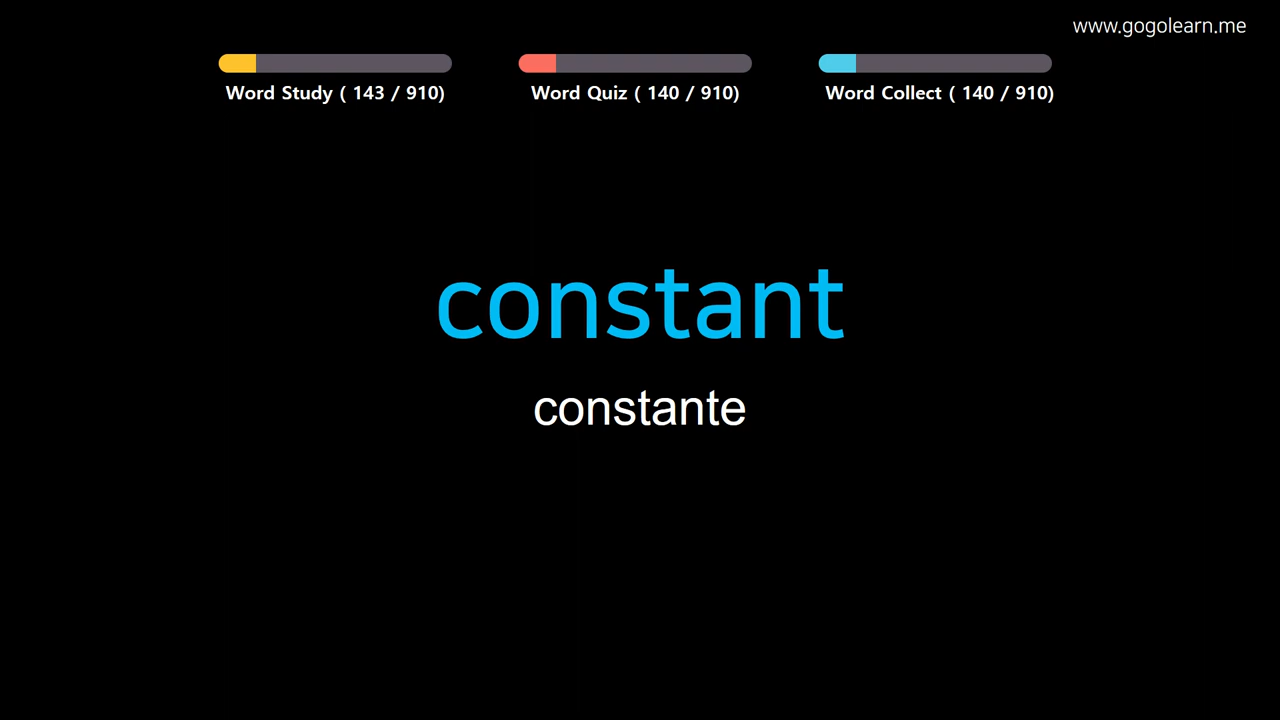 www.gogolearn.me
Word Study ( 143 / 910)
Word Quiz ( 140 / 910)
Word Collect ( 140 / 910)
constant
constante